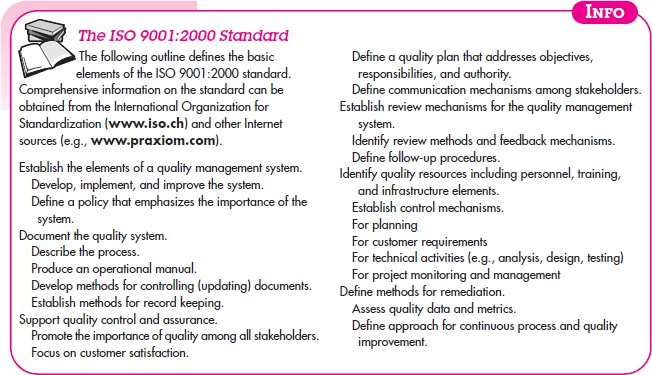 INFO
The ISO 9001:2000 Standard
The following outline defines the basic
elements of the ISO 9001:2000 standard.
Comprehensive information on the standard can be
obtained from the International Organization for
Standardization (www.iso.ch) and other Internet
sources (e.g., www.praxiom.com).
Establish the elements of a quality management system.
Develop, implement, and improve the system.
Define a policy that emphasizes the importance of the
system.
Document the quality system.
Describe the process.
Produce an operational manual.
Develop methods for controlling (updating) documents.
Establish methods for record keeping.
Support quality control and assurance.
Promote the importance of quality among all stakeholders.
Focus on customer satisfaction.
Define a quality plan that addresses objectives,
responsibilities, and authority.
Define communication mechanisms among stakeholders.
Establish review mechanisms for the quality management
system.
Identify review methods and feedback mechanisms.
Define follow-up procedures.
Identify quality resources including personnel, training,
and infrastructure elements.
Establish control mechanisms.
For planning
For customer requirements
For technical activities (e.g., analysis, design, testing)
For project monitoring and management
Define methods for remediation.
Assess quality data and metrics.
Define approach for continuous process and quality
improvement.